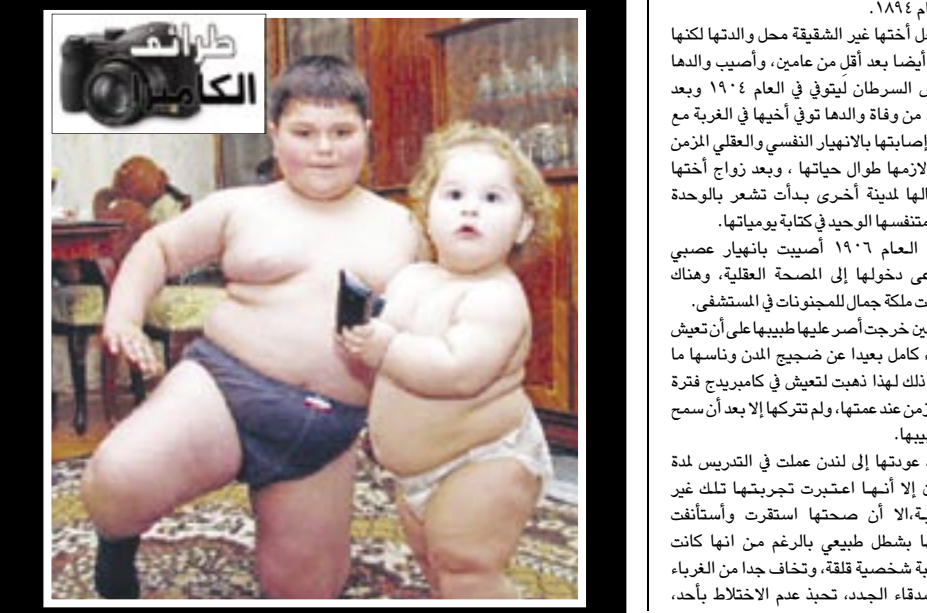 طرائف
الكاميرا
ام ١٨٩٤.
ل أختها غير الشقيقة محل والدتها لكنها
أيضا بعد أقل من عامين، وأصيب والدها
السرطان ليتوفي في العام ١٩٠٤ وبعد
من وفاة والدها توفي أخيها في الغربة مع
إصابتها بالانهيار النفسي والعقلي المزمن
لازمها طوال حياتها ، وبعد زواج أختها
الها لمدينة أخرى بدأت تشعر بالوحدة
متنفسها الوحيد في كتابة يومياتها.
العام ١٩٠٦ أصيبت بانهيار عصبي
عى دخولها إلى المصحة العقلية، وهناك
ت ملكة جمال للمجنونات في المستشفى.
ين خرجت أصر عليها طبيبها على أن تعيش
كامل بعيدا عن ضجيج المدن وناسها ما
ذلك لهذا ذهبت لتعيش في كامبريدج فترة
زمن عند عمتها، ولم تتركها إلا بعد أن سمح
بيبها.
عودتها إلى لندن عملت في التدريس لمدة
ن إلا أنها اعتبرت تجربتها تلك غير
ية،الا أن صحتها استقرت وأستأنفت
ها بشطل طبيعي بالرغم من انها كانت
بة شخصية قلقة، وتخاف جدا من الغرباء
صدقاء الجدد، تحبذ عدم الاختلاط بأحد،